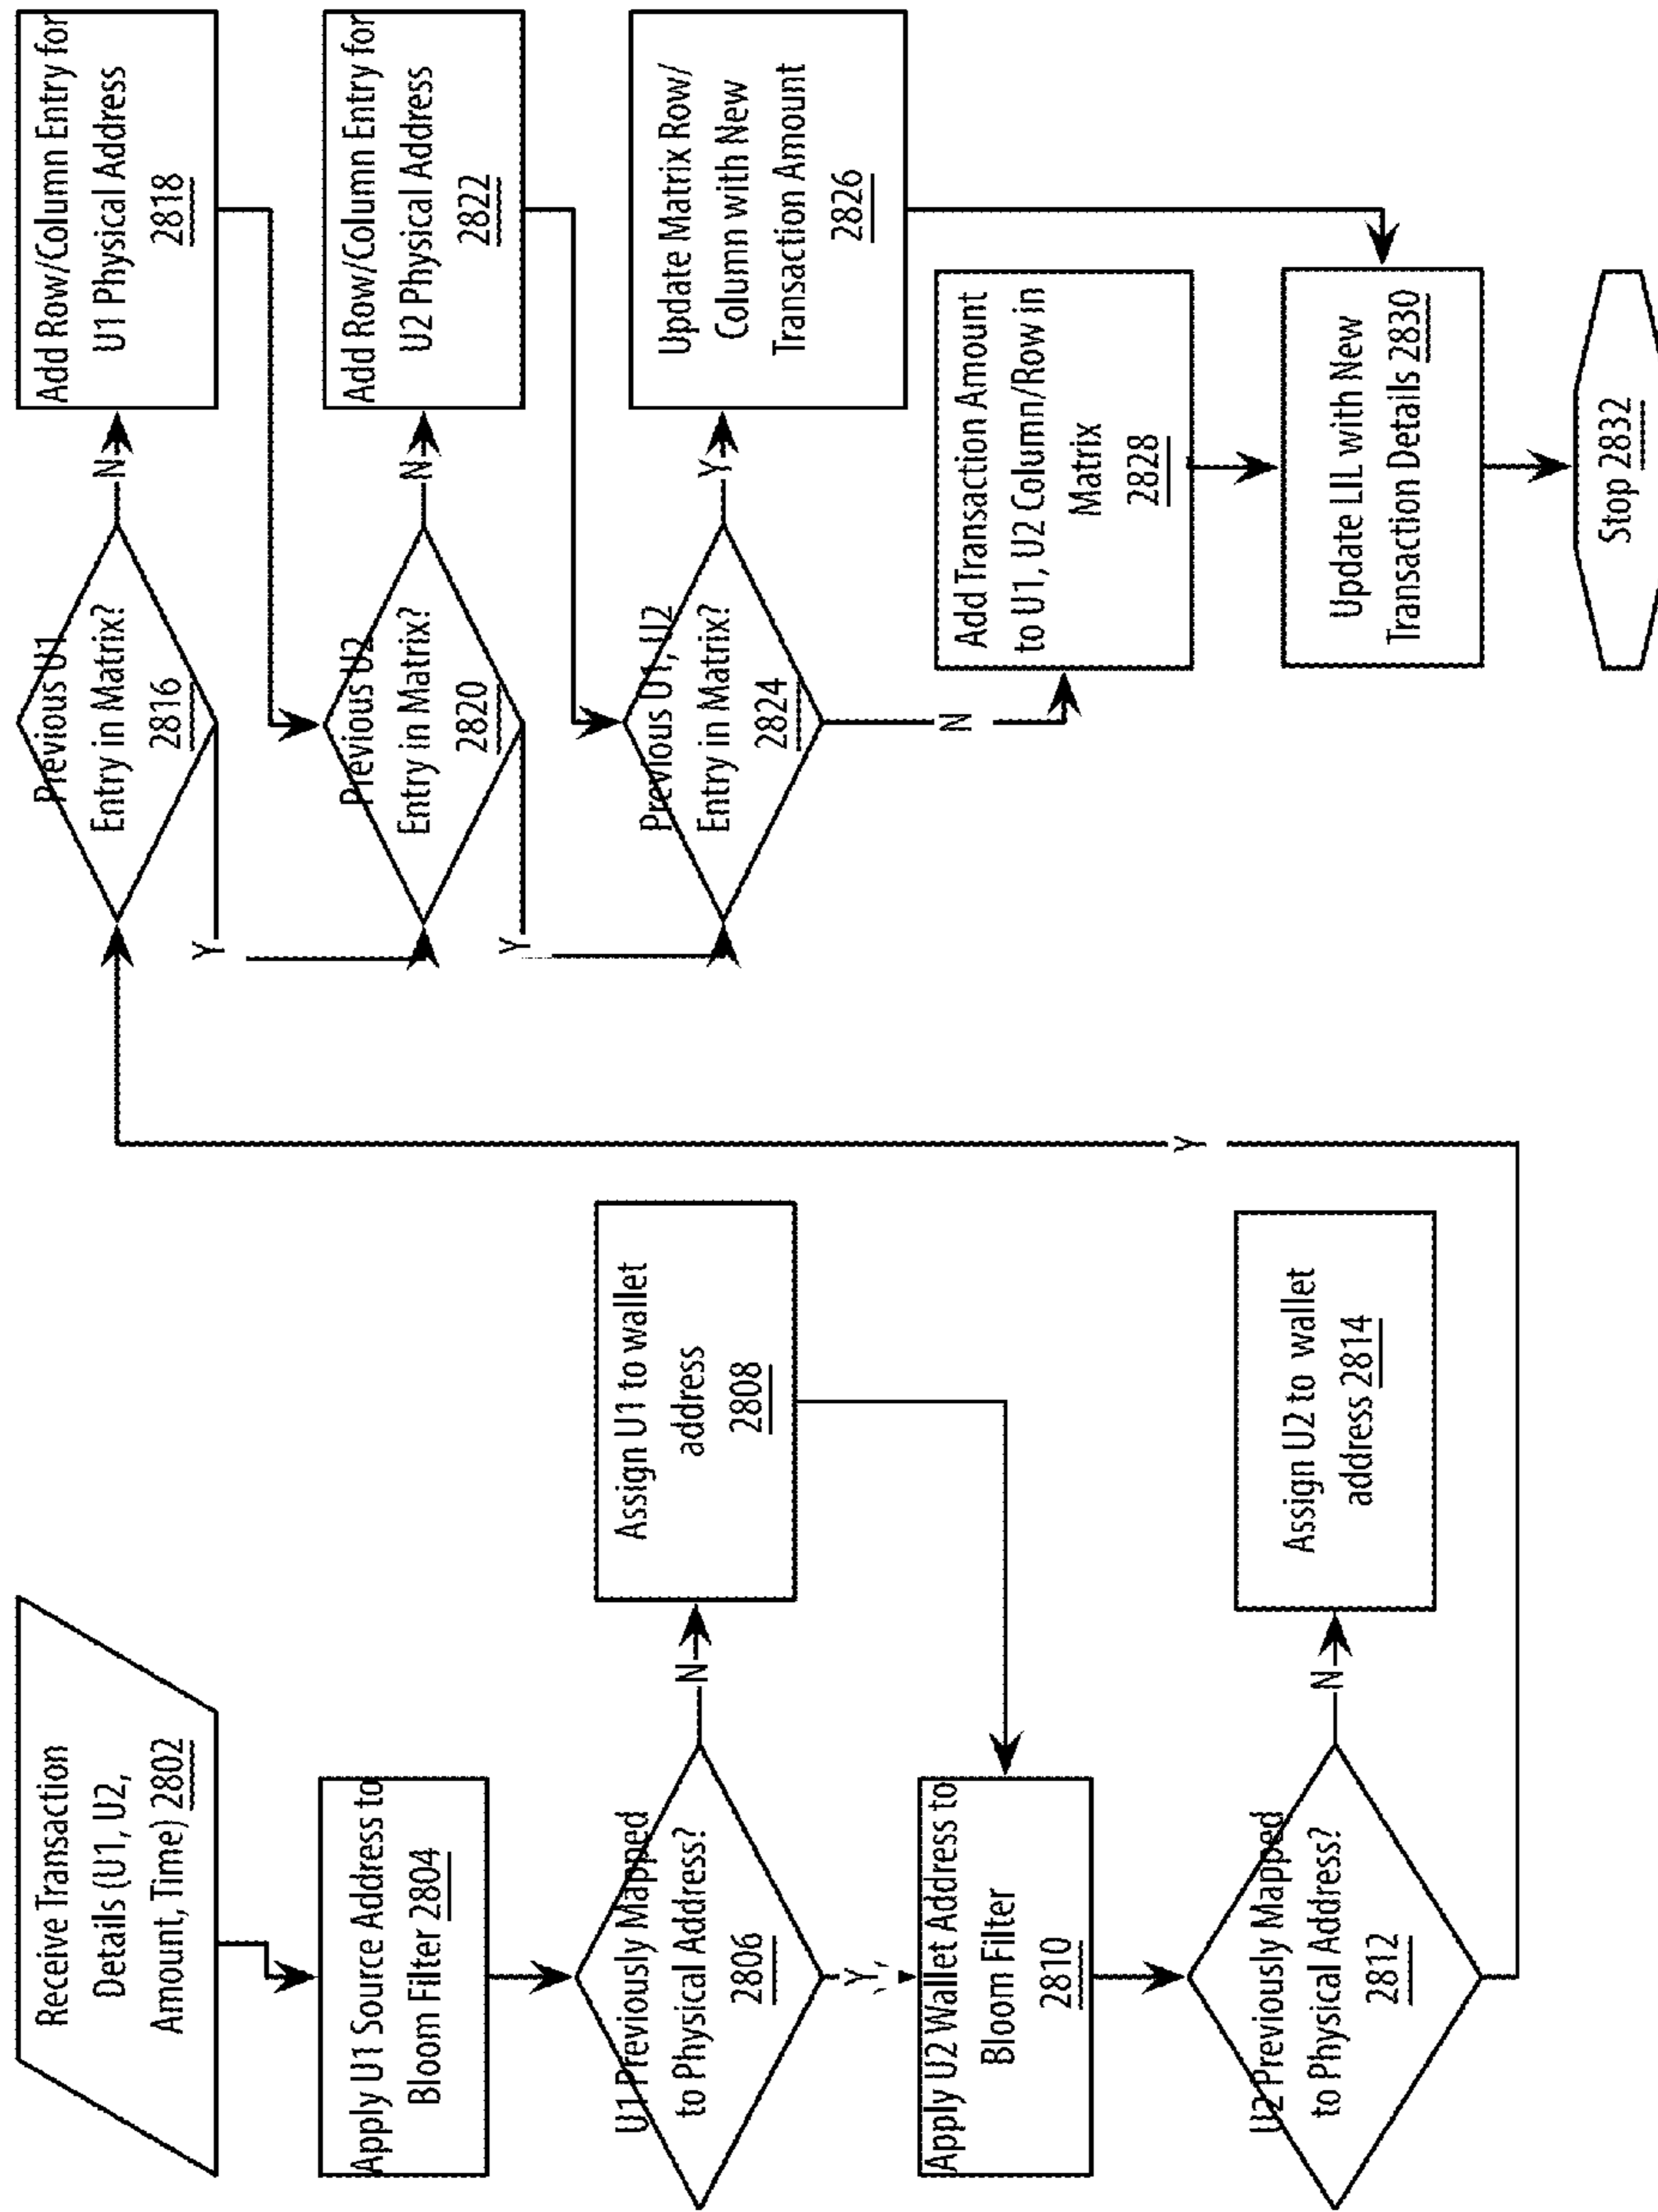 Receive Transaction
Details (U1, U2,
Amount, Time) 2802
Apply U1 Source Address to
Bloom Filter 2804
U1 Previously Mapped
to Physical Address?
2806
N
Assign U1 to wallet
address
2808
Y,
Apply U2 Wallet Address to
Bloom Filter
2810
U2 Previously Mapped
to Physical Address?
2812
N
Assign U2 to wallet
address 2814
Y
Previous U1
Entry in Matrix?
2816
N
Add Row/Column Entry for
U1 Physical Address
2818
Y
Previous U2
Entry in Matrix?
2820
N
Add Row/Column Entry for
U2 Physical Address
2822
Y
Previous U1, U2
Entry in Matrix?
2824
Y
Update Matrix Row/
Column with New
Transaction Amount
2826
N
Add Transaction Amount
to U1, U2 Column/Row in
Matrix
2828
Update LIL with New
Transaction Details 2830
Stop 2832